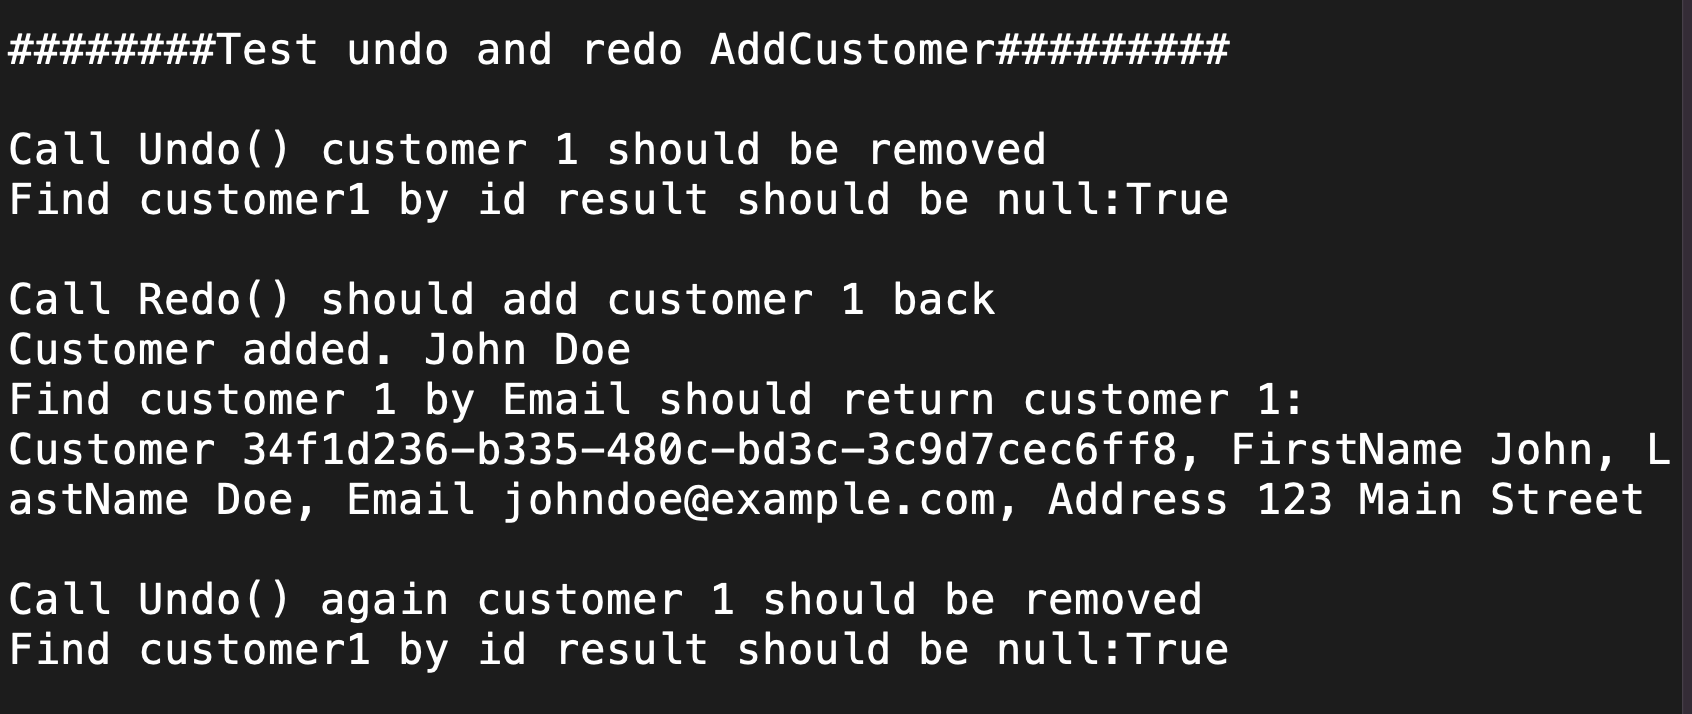 ########Test undo and redo AddCustomer#########
Call Undo() customer 1 should be removed
Find customer1 by id result should be null:True
Call Redo() should add customer 1 back
Customer added. John Doe
Find customer 1 by Email should return customer 1:
Customer 34f1d236-b335-480c-bd3c-3c9d7cec6ff8, FirstName John, L
astName Doe, Email johndoe@example.com, Address 123 Main Street
Call Undo() again customer 1 should be removed
Find customer1 by id result should be null:True